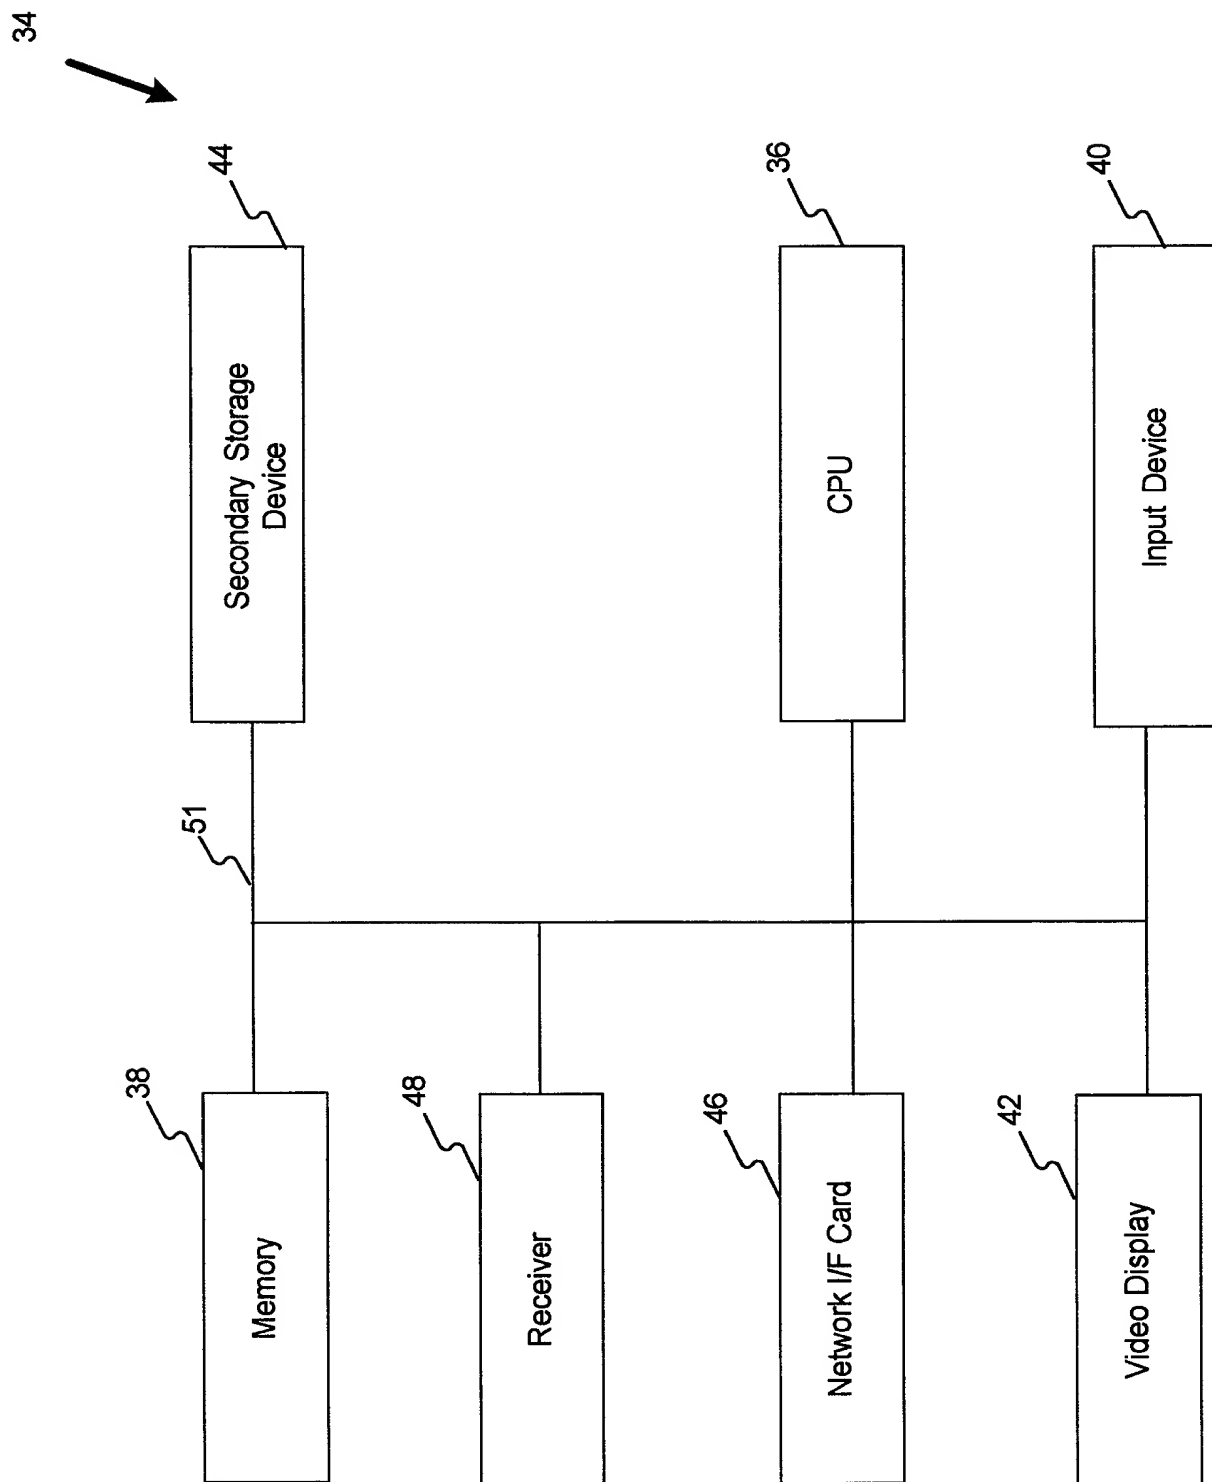 34
44
Secondary Storage
Device
36
CPU
40
Input Device
51
38
Memory
48
Receiver
46
Network I/F Card
42
Video Display